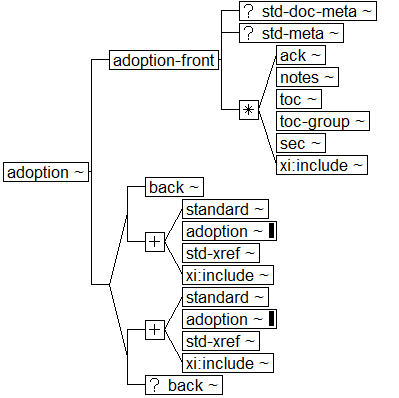 ? std-doc-meta ~
? std-meta ~
adoption-front
ack ~
notes ~
* toc ~
toc-group ~
sec ~
xi:include ~
adoption ~
back ~
standard ~
adoption ~
+ std-xref ~
xi:include ~
standard ~
adoption ~
+ std-xref ~
xi:include ~
? back ~